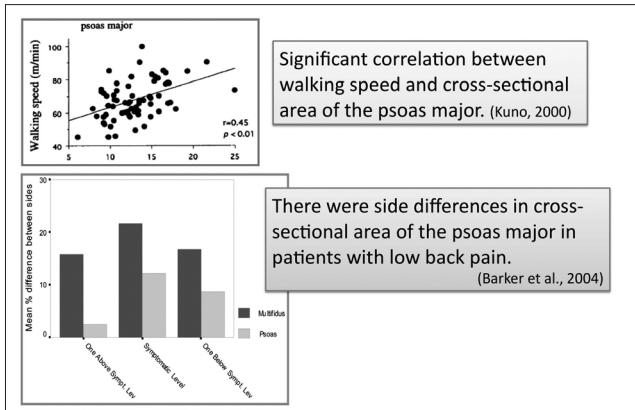 psoas major
Walking speed (m/min)
100
80
60
40
r=0.45
p<0.01
5
10
15
20
25
Significant correlation between
walking speed and cross-sectional
area of the psoas major. (Kuno, 2000)
Mean % difference between sides
30
20
10
0
Multifidus
Psoas
One Above Sympt. Lev
Symptomatic Level
One Below Sympt. Lev
There were side differences in cross-
sectional area of the psoas major in
patients with low back pain.
(Barker et al., 2004)